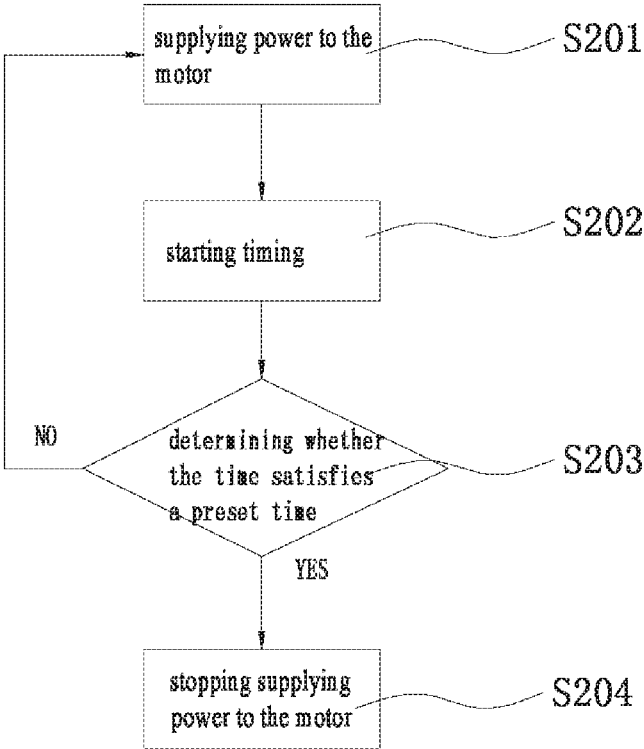 supplying power to the
motor
S201
starting timing
S202
NO
determining whether
the time satisfies
a preset time
S203
YES
stopping supplying
power to the motor
S204